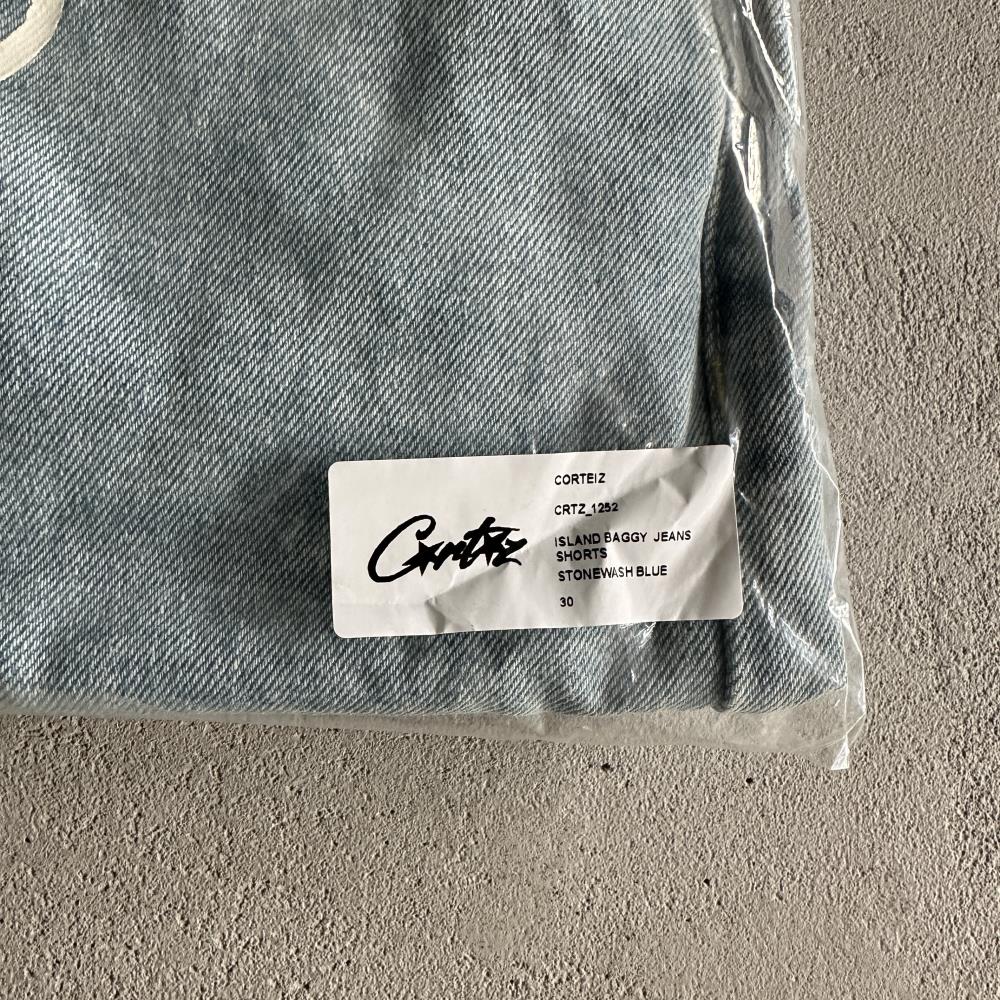 Crtz
CORTEIZ
CRTZ_1252
ISLAND BAGGY JEANS
SHORTS
STONEWASH BLUE
30